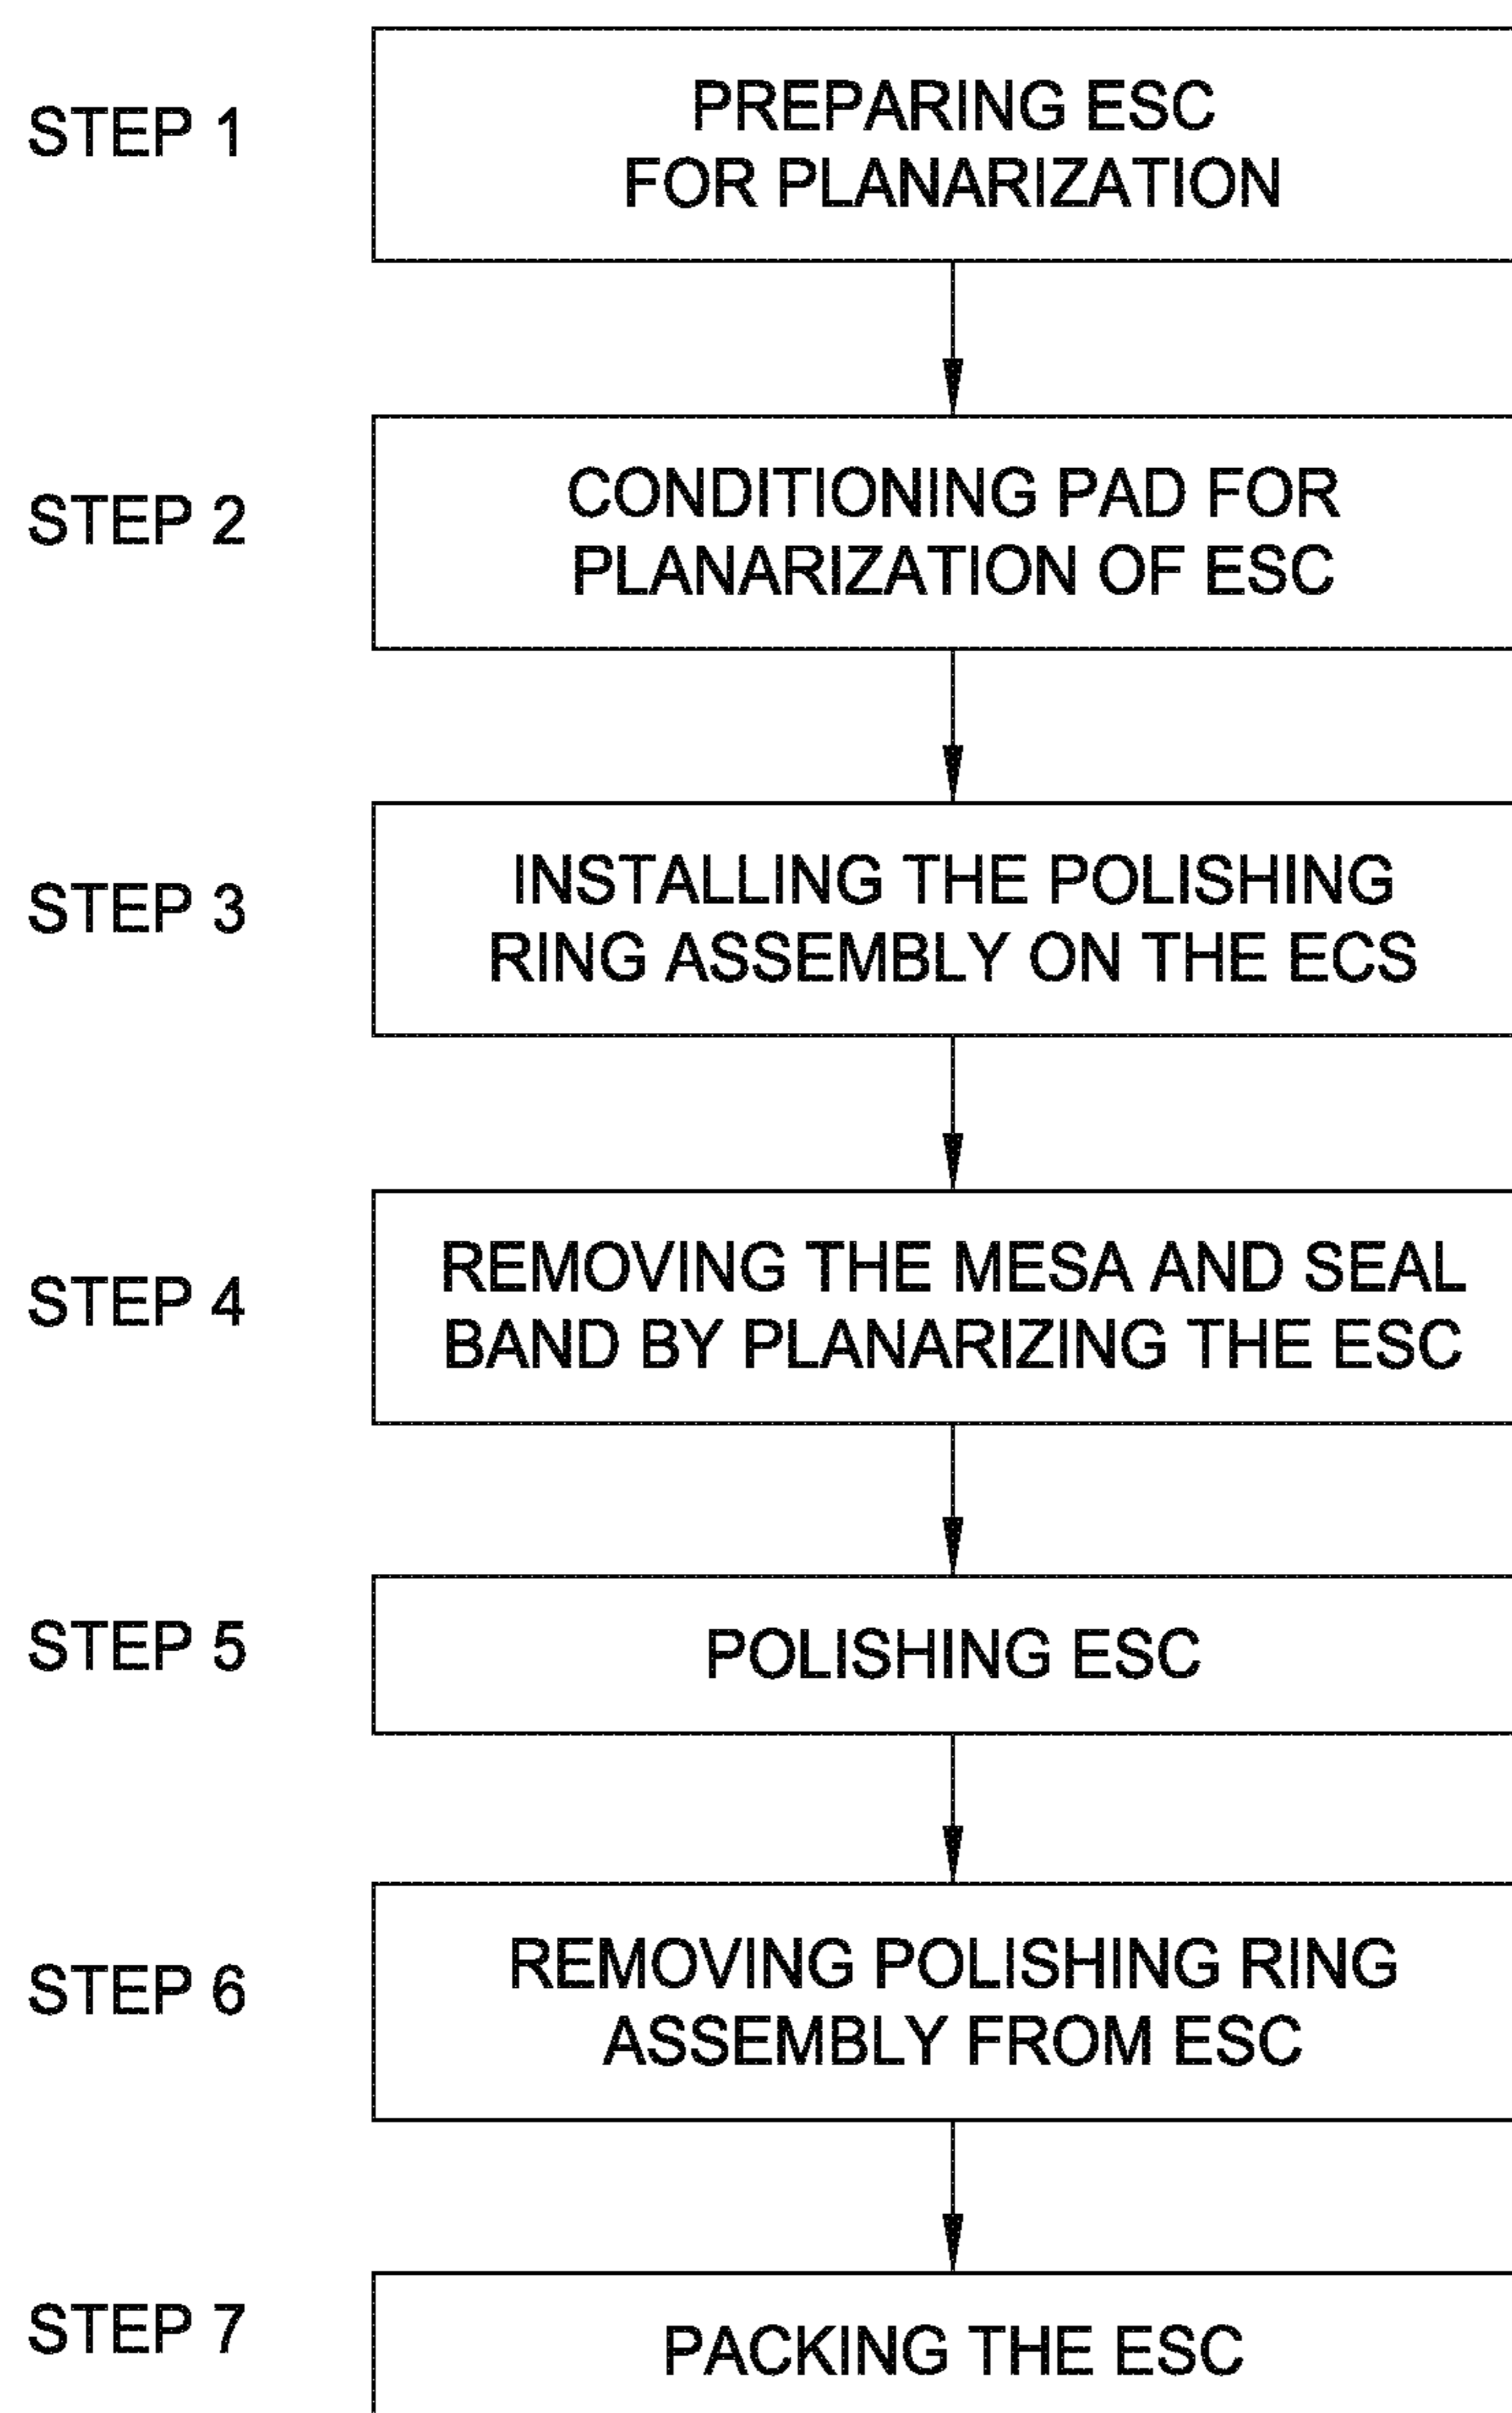 STEP 1
PREPARING ESC
FOR PLANARIZATION
STEP 2
CONDITIONING PAD FOR
PLANARIZATION OF ESC
STEP 3
INSTALLING THE POLISHING
RING ASSEMBLY ON THE ECS
STEP 4
REMOVING THE MESA AND SEAL
BAND BY PLANARIZING THE ESC
STEP 5
POLISHING ESC
STEP 6
REMOVING POLISHING RING
ASSEMBLY FROM ESC
STEP 7
PACKING THE ESC